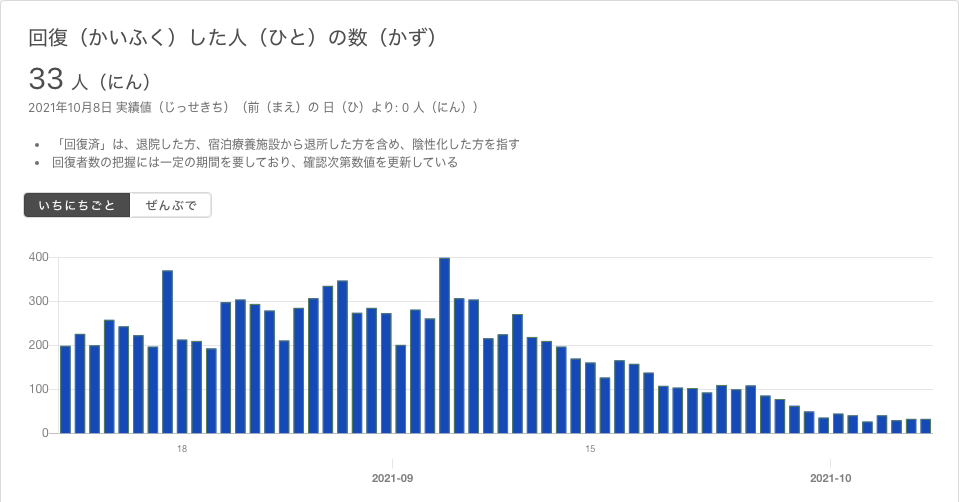 回復（かいふく）した人（ひと）の数（かず）
33 人（にん）
2021年10月8日 実績値（じっせきち）（前（まえ）の 日（ひ）より: 0 人（にん））
「回復済」は、退院した方、宿泊療養施設から退所した方を含め、陰性化した方を指す
回復者数の把握には一定の期間を要しており、確認次第数値を更新している
いちにちごと ぜんぶで
400
300
200
100
0
18 15
2021-09 2021-10